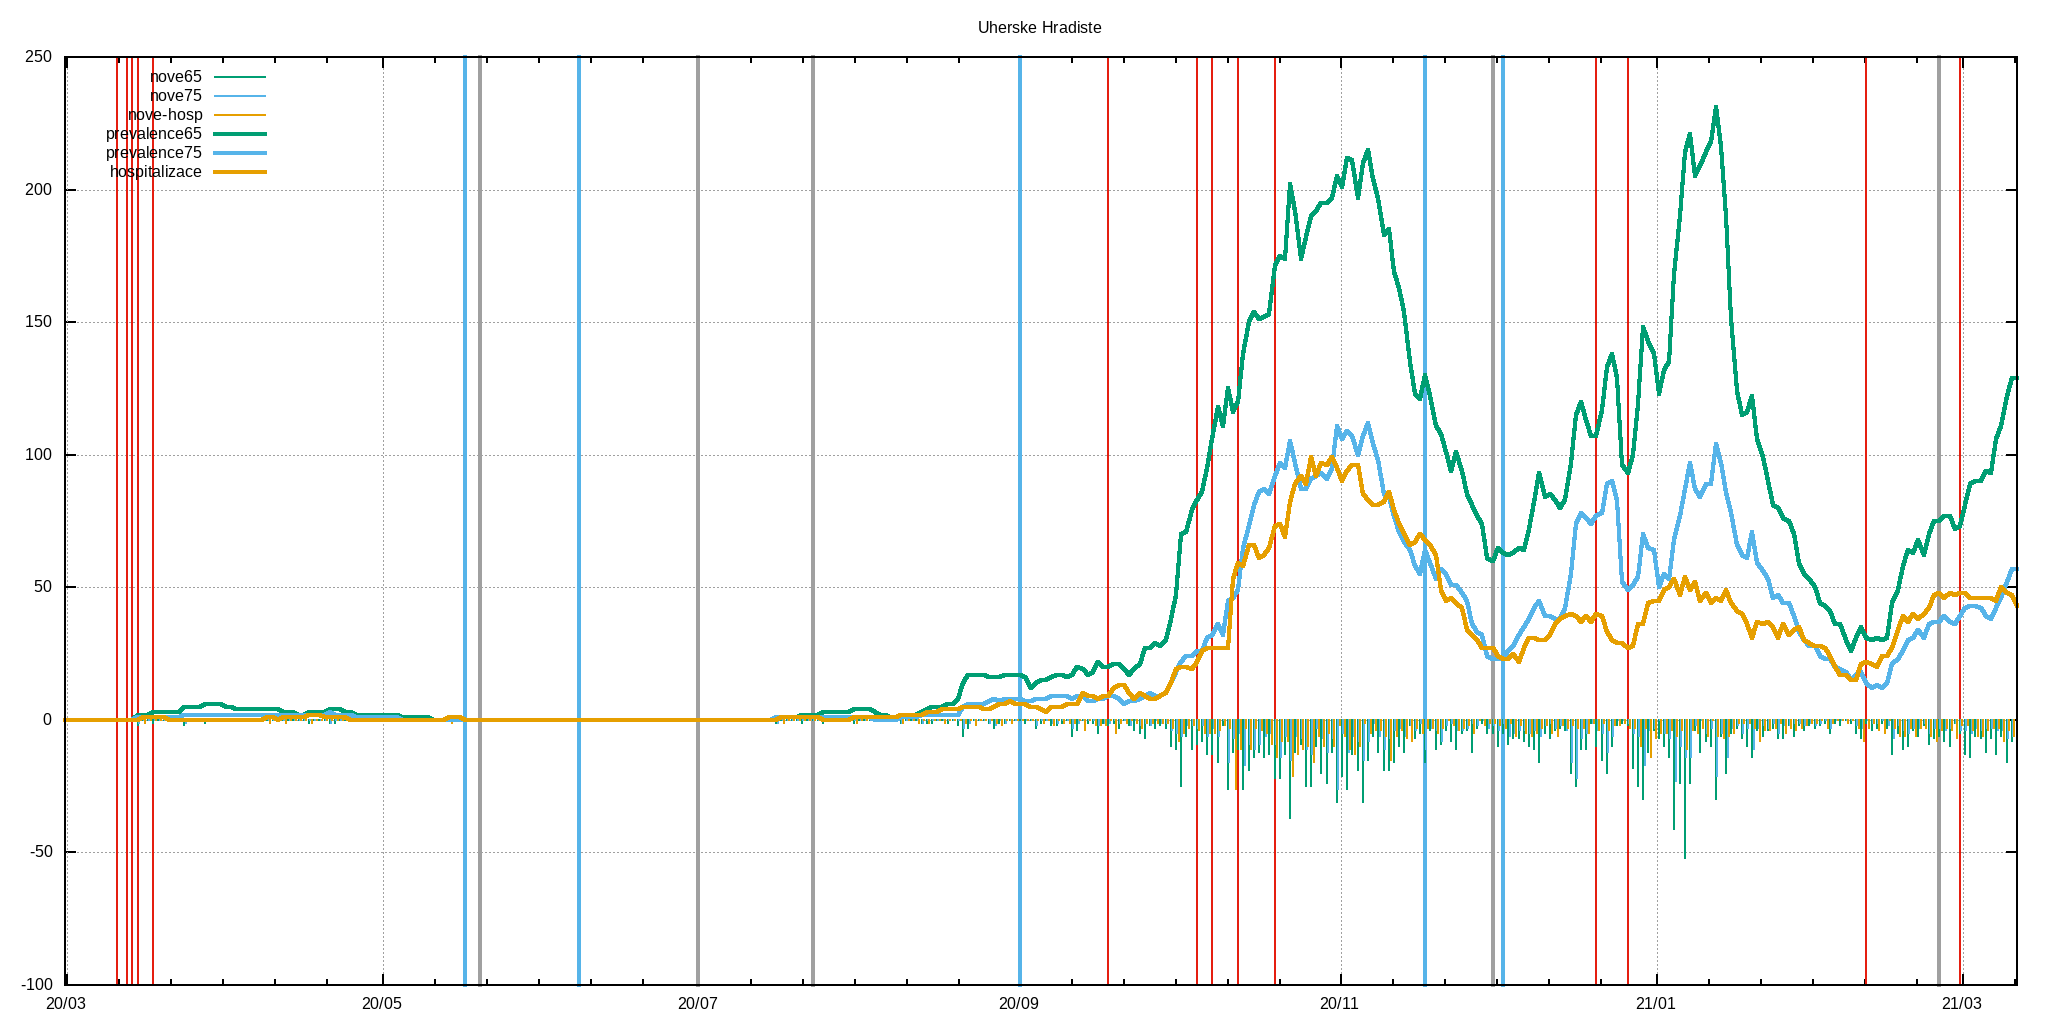 Uherske Hradiste
250
200
150
100
50
0
-50
-100
nove65
nove75
nove-hosp
prevalence65
prevalence75
hospitalizace
20/03 20/05 20/07 20/09 20/11 21/01 21/03